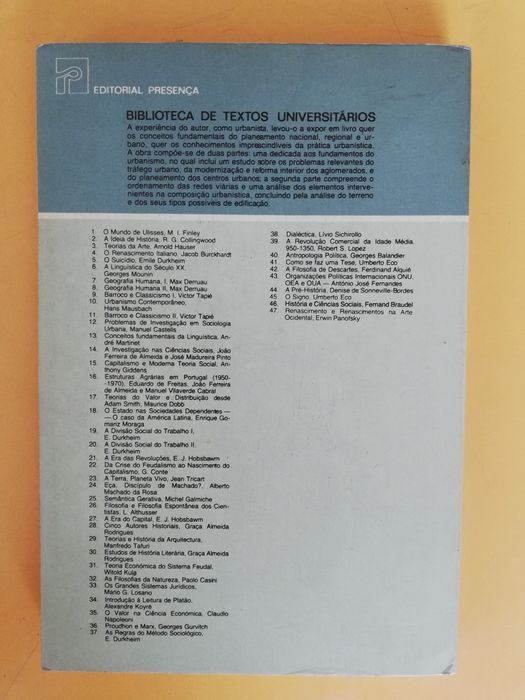 EDITORIAL PRESENÇA
BIBLIOTECA DE TEXTOS UNIVERSITÁRIOS
A experiência do autor, como urbanista, levou-o a expor em livro quer
os conceitos fundamentais do planeamento nacional, regional e ur-
bano, quer os conhecimentos imprescindíveis da prática urbanística.
A obra compõe-se de duas partes: uma dedicada aos fundamentos do
urbanismo, no qual inclui um estudo sobre os problemas relevantes do
tráfego urbano, da modernização e reforma interior dos aglomerados, e
do planeamento dos centros urbanos; a segunda parte compreende o
ordenamento das redes viárias e uma análise dos elementos interve-
nientes na composição urbanística, concluindo pela análise do terreno
e dos seus tipos possíveis de edificação.
1. O Mundo de Ulisses, M. I. Finley
2. A Ideia de História, R. G. Collingwood
3. Teorias da Arte, Arnold Hauser
4. O Renascimento Italiano, Jacob Burckhardt
5. O Suicídio, Emile Durkheim
6. A Linguística do Século XX,
Georges Mounin
7. Geografia Humana, I, Max Derruau
8. Geografia Humana II, Max Derruau
9. Barroco e Classicismo I, Victor Tapié
10. Urbanismo Contemporâneo,
Hans Mausbach
11. Barroco e Classicismo II, Victor Tapié
12. Problemas de Investigação em Sociologia
Urbana, Manuel Castells
13. Conceitos fundamentais da Linguística, An-
dré Martinet
14. A Investigação nas Ciências Sociais, João
Ferreira de Almeida e José Madureira Pinto
15. Capitalismo e Moderna Teoria Social, An-
thony Giddens
16. Estruturas Agrárias em Portugal (1950-
-1970), Eduardo de Freitas, João Ferreira
de Almeida e Manuel Vilaverde Cabral
17. Teorias do Valor e Distribuição desde
Adam Smith, Maurice Dobb
18. O Estado nas Sociedades Dependentes —
— O caso da América Latina, Enrique Go-
mariz Moraga
19. A Divisão Social do Trabalho I,
E. Durkheim
20. A Divisão Social do Trabalho II.
E. Durkheim
21. A Era das Revoluções, E. J. Hobsbawm
22. Da Crise do Feudalismo ao Nascimento do
Capitalismo, G. Conte
23. A Terra, Planeta Vivo, Jean Tricart
24. Eça, Discípulo de Machado?, Alberto
Machado da Rosa
25. Semântica Gerativa, Michel Galmiche
26. Filosofia e Filosofia Espontânea dos Cien-
tistas, L. Althusser
27. A Era do Capital, E. J. Hobsbawm
28. Cinco Autores Historiais, Graça Almeida
Rodrigues
29. Teorias e História da Arquitectura,
Manfredo Tafuri
30. Estudos de História Literária, Graça Almeida
Rodrigues
31. Teoria Económica do Sistema Feudal,
Witold Kula
32. As Filosofias da Natureza, Paolo Casini
33. Os Grandes Sistemas Jurídicos,
Mario G. Losano
34. Introdução à Leitura de Platão,
Alexandre Koyré
35. O Valor na Ciência Económica, Claudio
Napoleoni
36. Proudhon e Marx, Georges Gurvitch
37. As Regras do Método Sociológico,
E. Durkheim
38. Dialéctica, Lívio Sichirollo
39. A Revolução Comercial da Idade Média.
950-1350, Robert S. Lopez
40. Antropologia Política, Georges Balandier
41. Como se faz uma Tese, Umberto Eco
42. A Filosofia de Descartes, Ferdinand Alquié
43. Organizações Políticas Internacionais ONU,
OEA e OUA — António José Fernandes
44. A Pré-História. Denise de Sonneville-Bordes
45. O Signo. Umberto Eco
46. História e Ciências Sociais, Fernand Braudel
47. Renascimento e Renascimentos na Arte
Ocidental, Erwin Panofsky